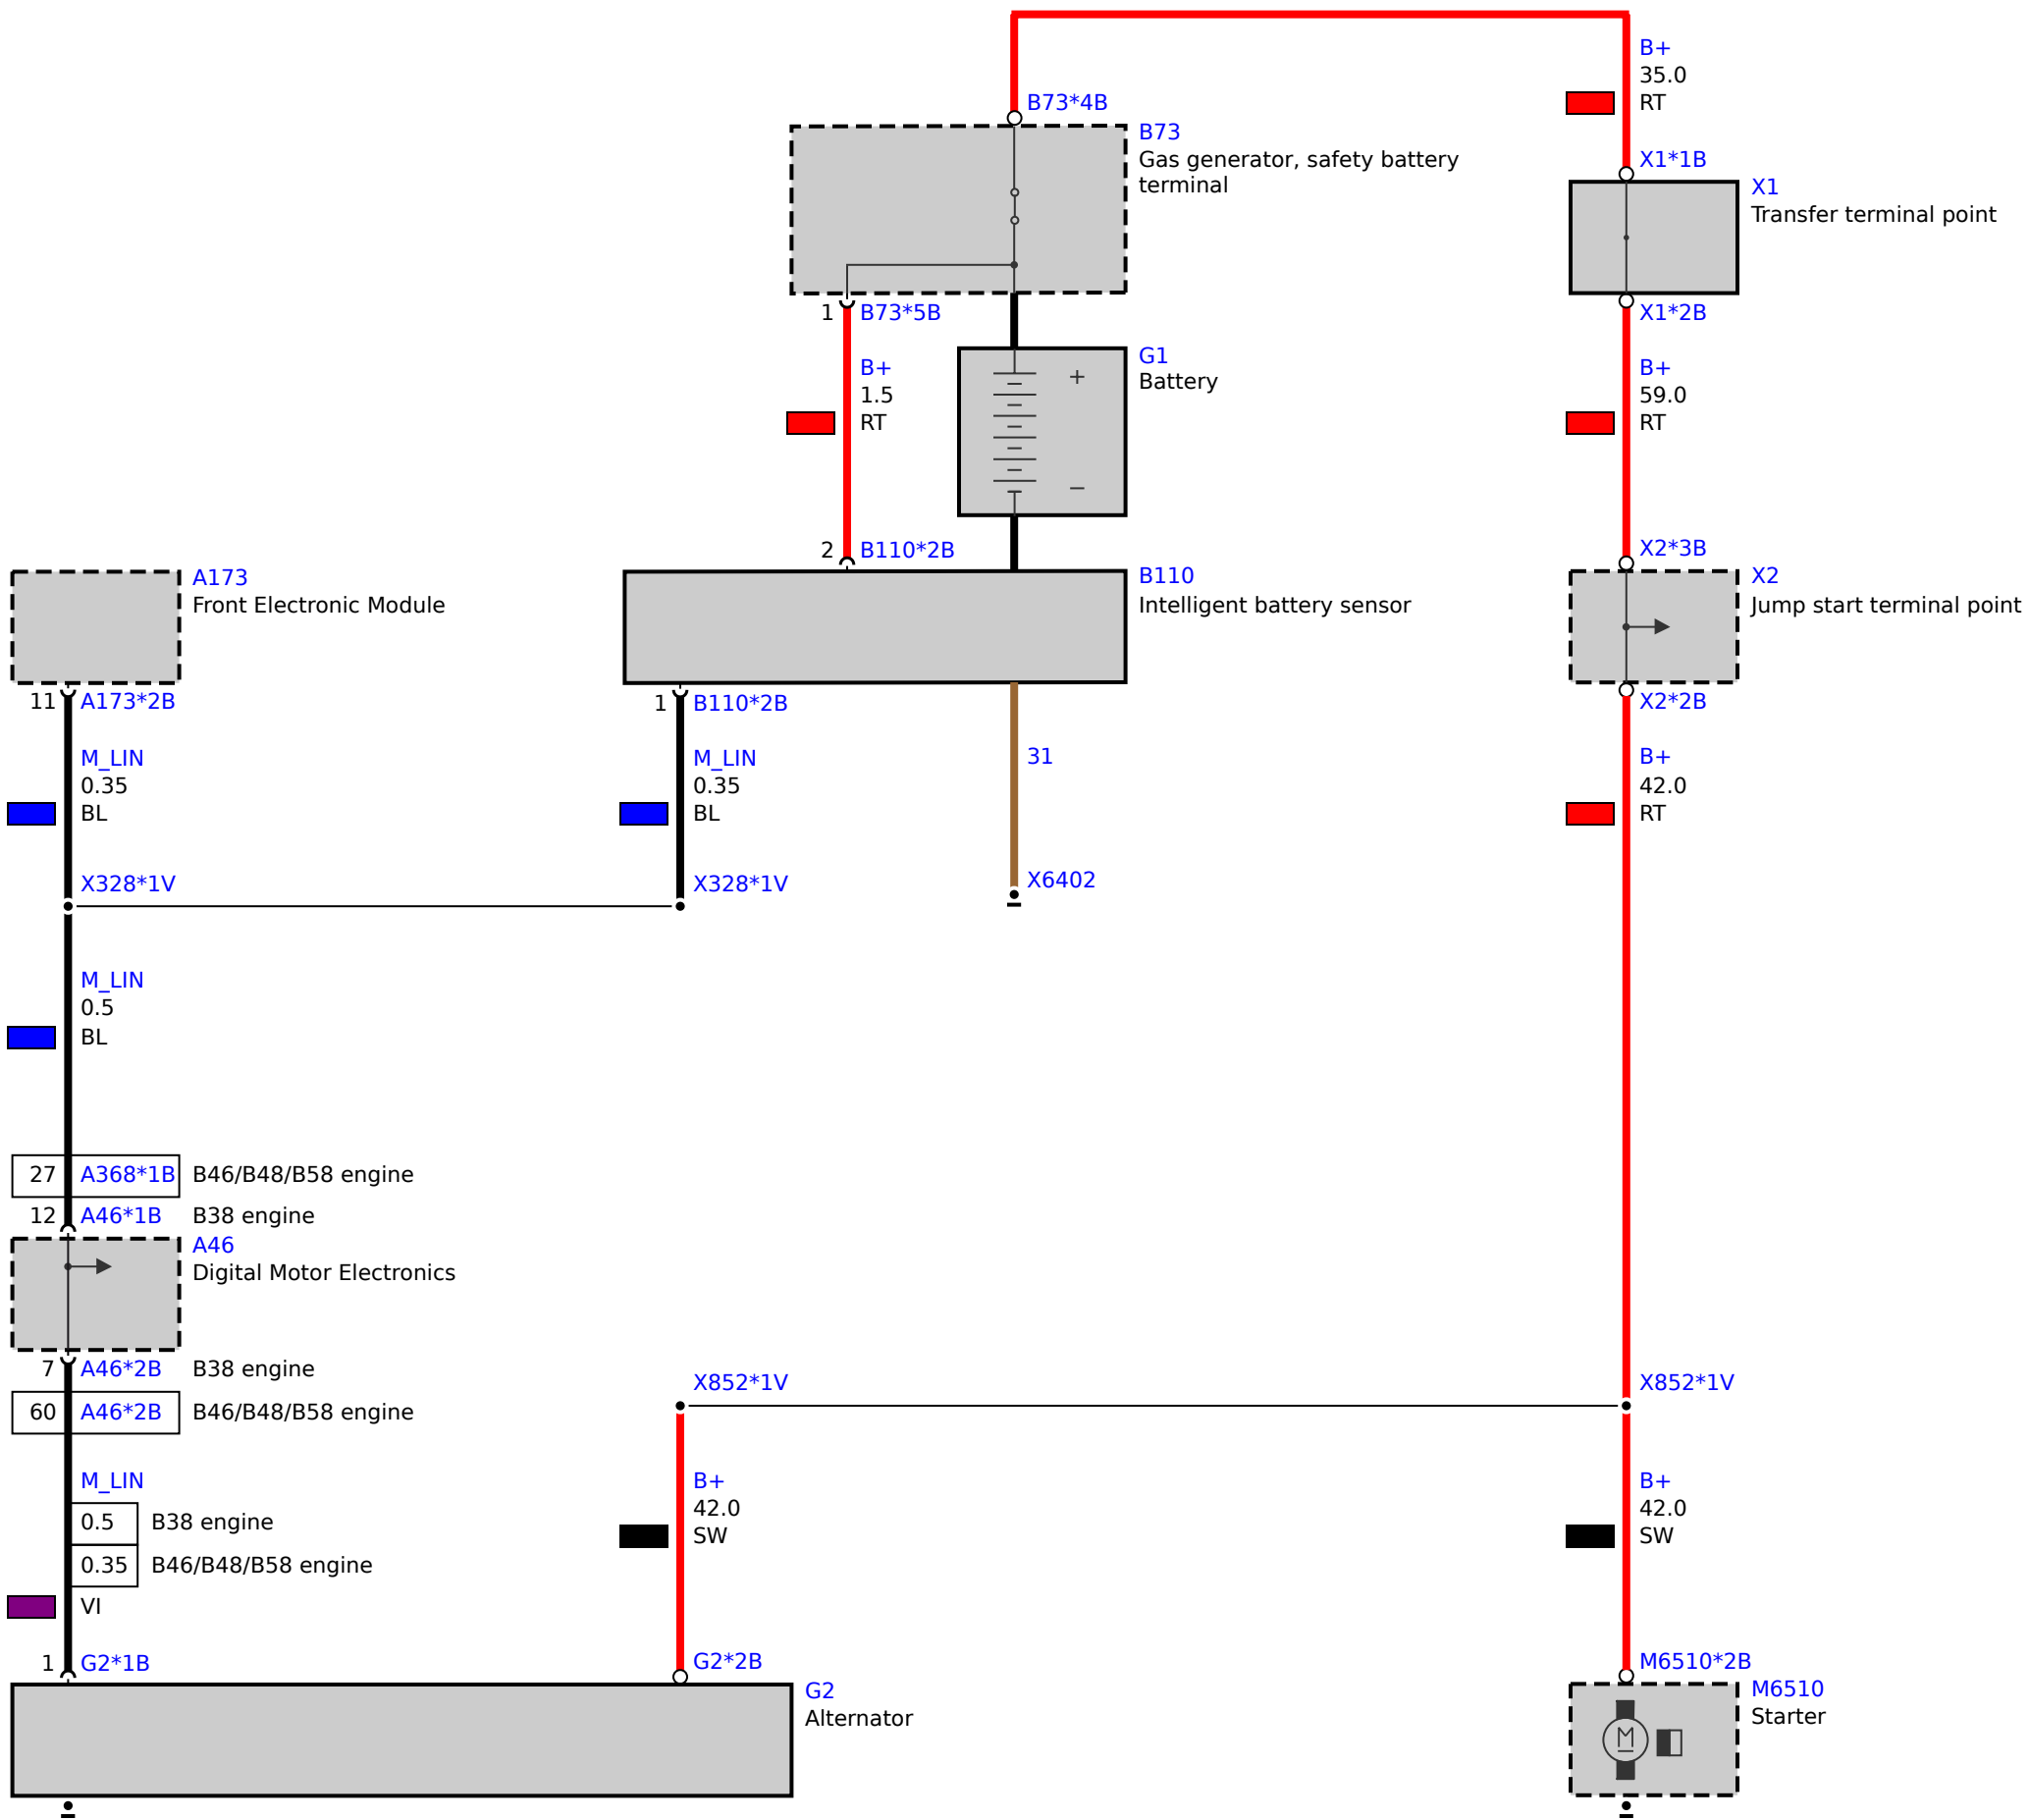 B+
35.0
RT
B73*4B
B73
Gas generator, safety battery
terminal
X1*1B
X1
Transfer terminal point
1 B73*5B
X1*2B
G1
Battery
+
−
B+
1.5
RT
B+
59.0
RT
2 B110*2B
X2*3B
A173
Front Electronic Module
B110
Intelligent battery sensor
X2
Jump start terminal point
11 A173*2B
1 B110*2B
X2*2B
M_LIN
0.35
BL
M_LIN
0.35
BL
31
B+
42.0
RT
X328*1V
X328*1V
X6402
M_LIN
0.5
BL
27 A368*1B B46/B48/B58 engine
12 A46*1B B38 engine
A46
Digital Motor Electronics
7 A46*2B B38 engine
60 A46*2B B46/B48/B58 engine
X852*1V
X852*1V
M_LIN
0.5 B38 engine
0.35 B46/B48/B58 engine
VI
B+
42.0
SW
B+
42.0
SW
1 G2*1B
G2*2B
M6510*2B
G2
Alternator
M6510
Starter
M